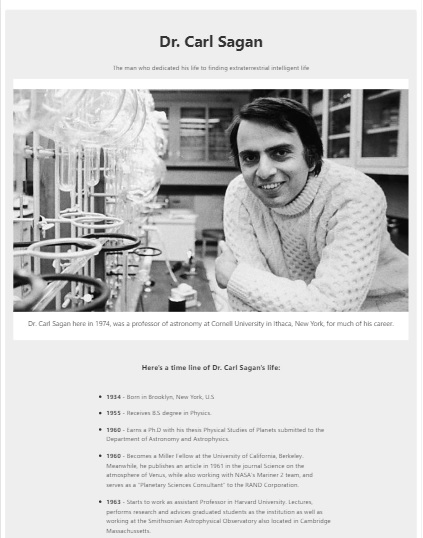 Dr. Carl Sagan
The man who dedicated his life to finding extraterrestrial intelligent life
Dr. Carl Sagan here in 1974, was a professor of astronomy at Cornell University in Ithaca, New York, for much of his career.
Here's a time line of Dr. Carl Sagan's life:
• 1934 - Born in Brooklyn, New York, U.S
• 1955 - Receives B.S degree in Physics.
• 1960 - Earns a Ph.D with his thesis Physical Studies of Planets submitted to the
Department of Astronomy and Astrophysics.
• 1960 - Becomes a Miller Fellow at the University of California, Berkeley.
Meanwhile, he publishes an article in 1961 in the journal Science on the
atmosphere of Venus, while also working with NASA's Mariner 2 team, and
serves as a "Planetary Sciences Consultant" to the RAND Corporation.
• 1963 - Starts to work as assistant Professor in Harvard University. Lectures,
performs research and advices graduated students as the institution as well as
working at the Smithsonian Astrophysical Observatory also located in Cambridge
Massachussetts.